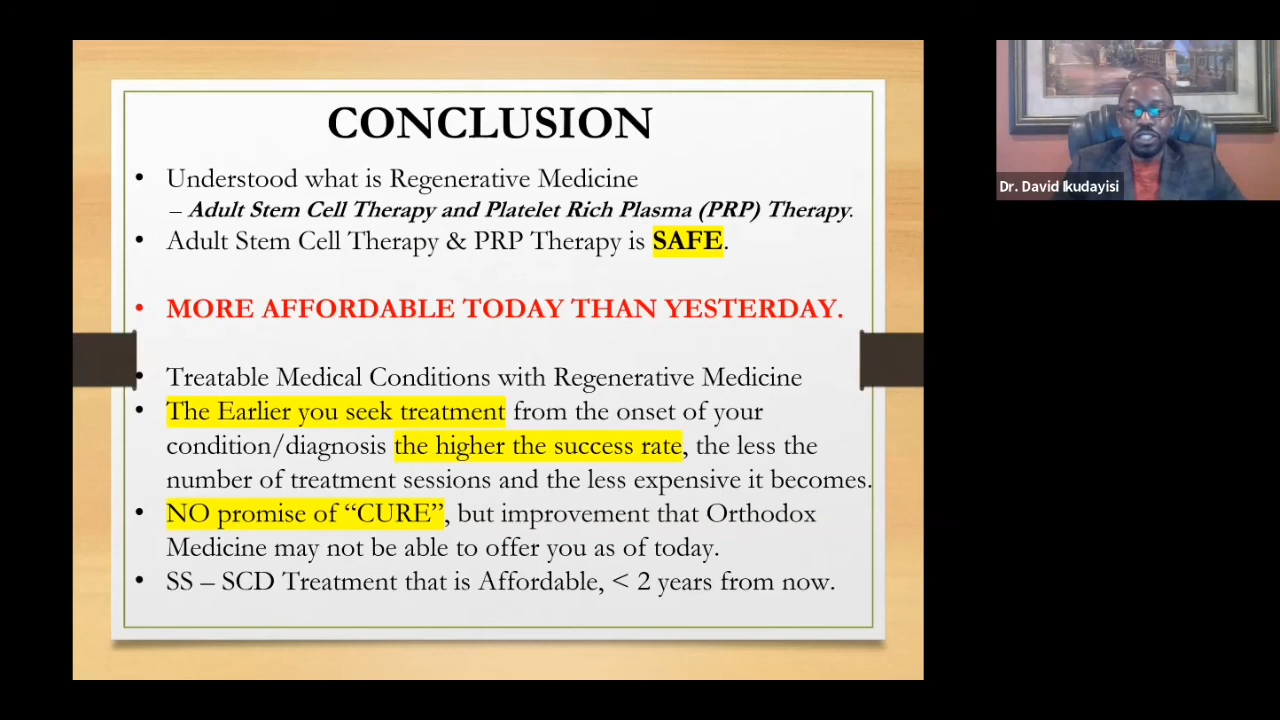 CONCLUSION
• Understood what is Regenerative Medicine
– Adult Stem Cell Therapy and Platelet Rich Plasma (PRP) Therapy.
• Adult Stem Cell Therapy & PRP Therapy is SAFE.
• MORE AFFORDABLE TODAY THAN YESTERDAY.
• Treatable Medical Conditions with Regenerative Medicine
• The Earlier you seek treatment from the onset of your
condition/diagnosis the higher the success rate, the less the
number of treatment sessions and the less expensive it becomes.
• NO promise of “CURE”, but improvement that Orthodox
Medicine may not be able to offer you as of today.
• SS – SCD Treatment that is Affordable, < 2 years from now.
Dr. David Ikudayisi